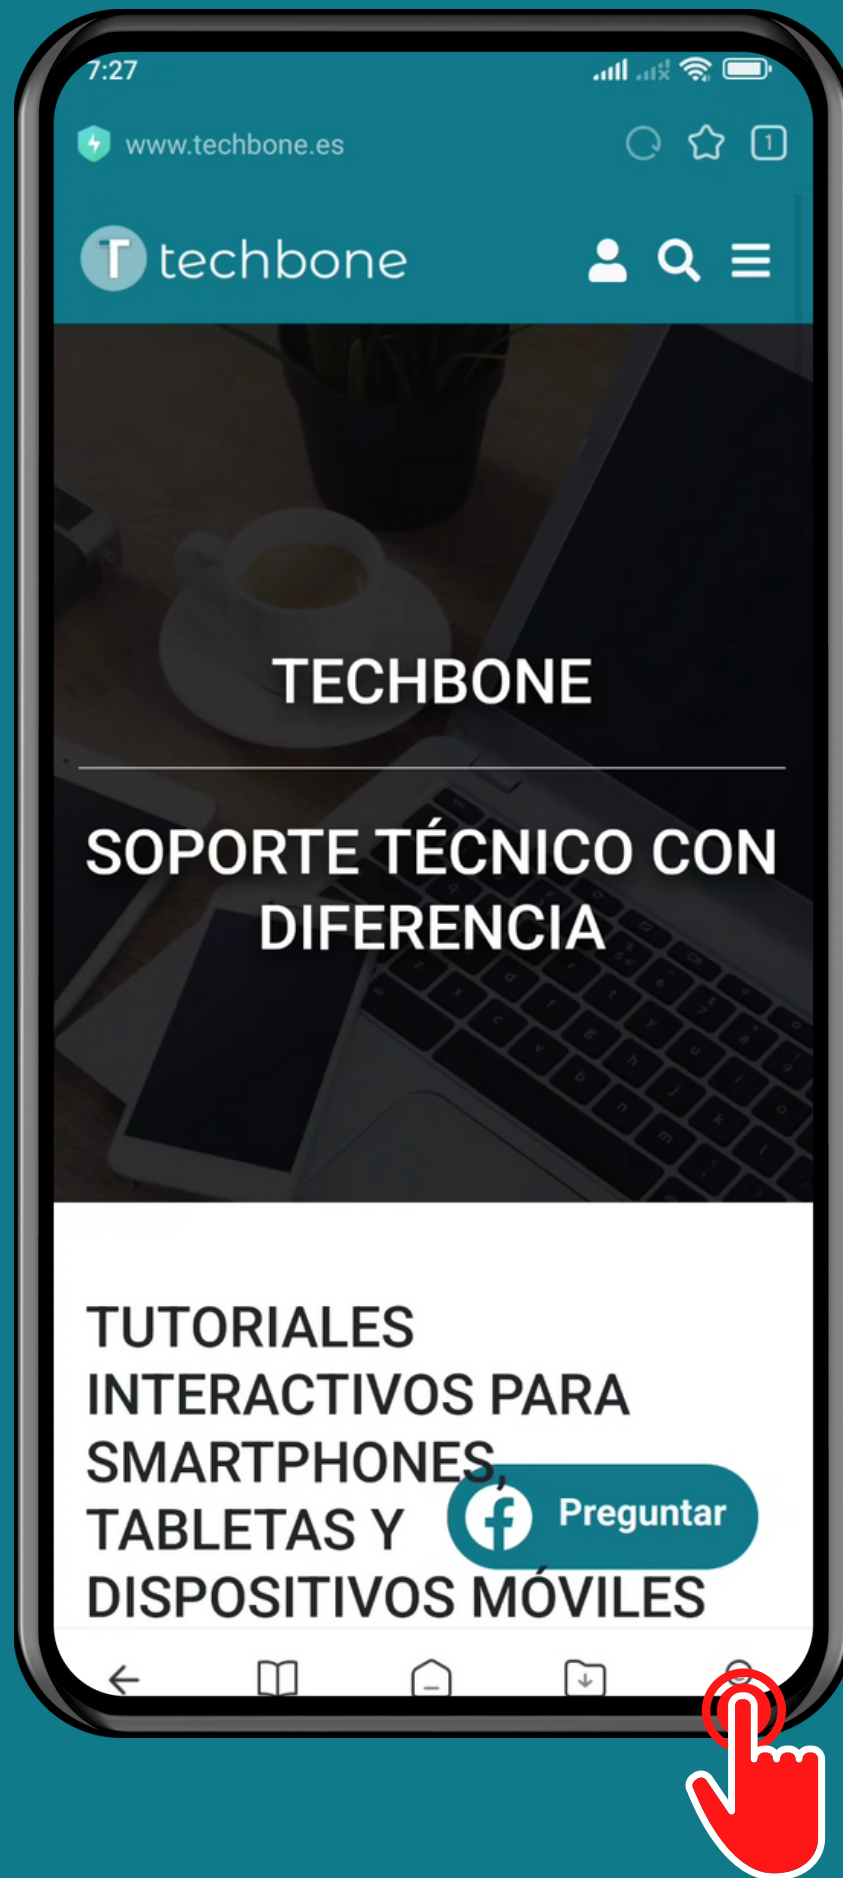 7:27
www.techbone.es
1
T techbone
TECHBONE
SOPORTE TÉCNICO CON
DIFERENCIA
TUTORIALES
INTERACTIVOS PARA
SMARTPHONES,
TABLETAS Y
Preguntar
DISPOSITIVOS MÓVILES